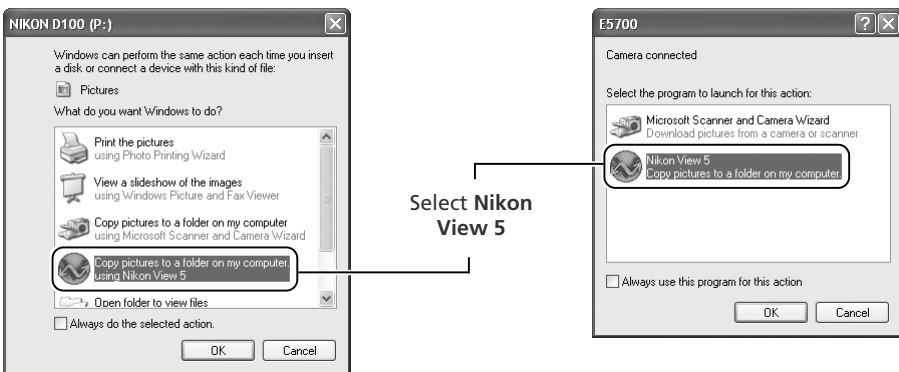 NIKON D100 (P:)
Windows can perform the same action each time you insert
a disk or connect a device with this kind of file:
Pictures
What do you want Windows to do?
Print the pictures
using Photo Printing Wizard
View a slideshow of the images
using Windows Picture and Fax Viewer
Copy pictures to a folder on my computer
using Microsoft Scanner and Camera Wizard
Copy pictures to a folder on my computer.
using Nikon View 5
Open folder to view files
Always do the selected action.
OK
Cancel
Select Nikon
View 5
E5700
Camera connected
Select the program to launch for this action:
Microsoft Scanner and Camera Wizard
Download pictures from a camera or scanner
Nikon View 5
Copy pictures to a folder on my computer.
Always use this program for this action
OK
Cancel